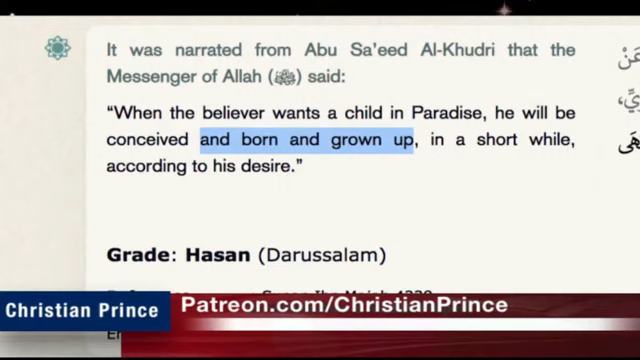 It was narrated from Abu Sa'eed Al-Khudri that the
Messenger of Allah (ﷺ) said:
"When the believer wants a child in Paradise, he will be
conceived and born and grown up, in a short while,
according to his desire."
Grade: Hasan (Darussalam)
Christian Prince
Patreon.com/ChristianPrince